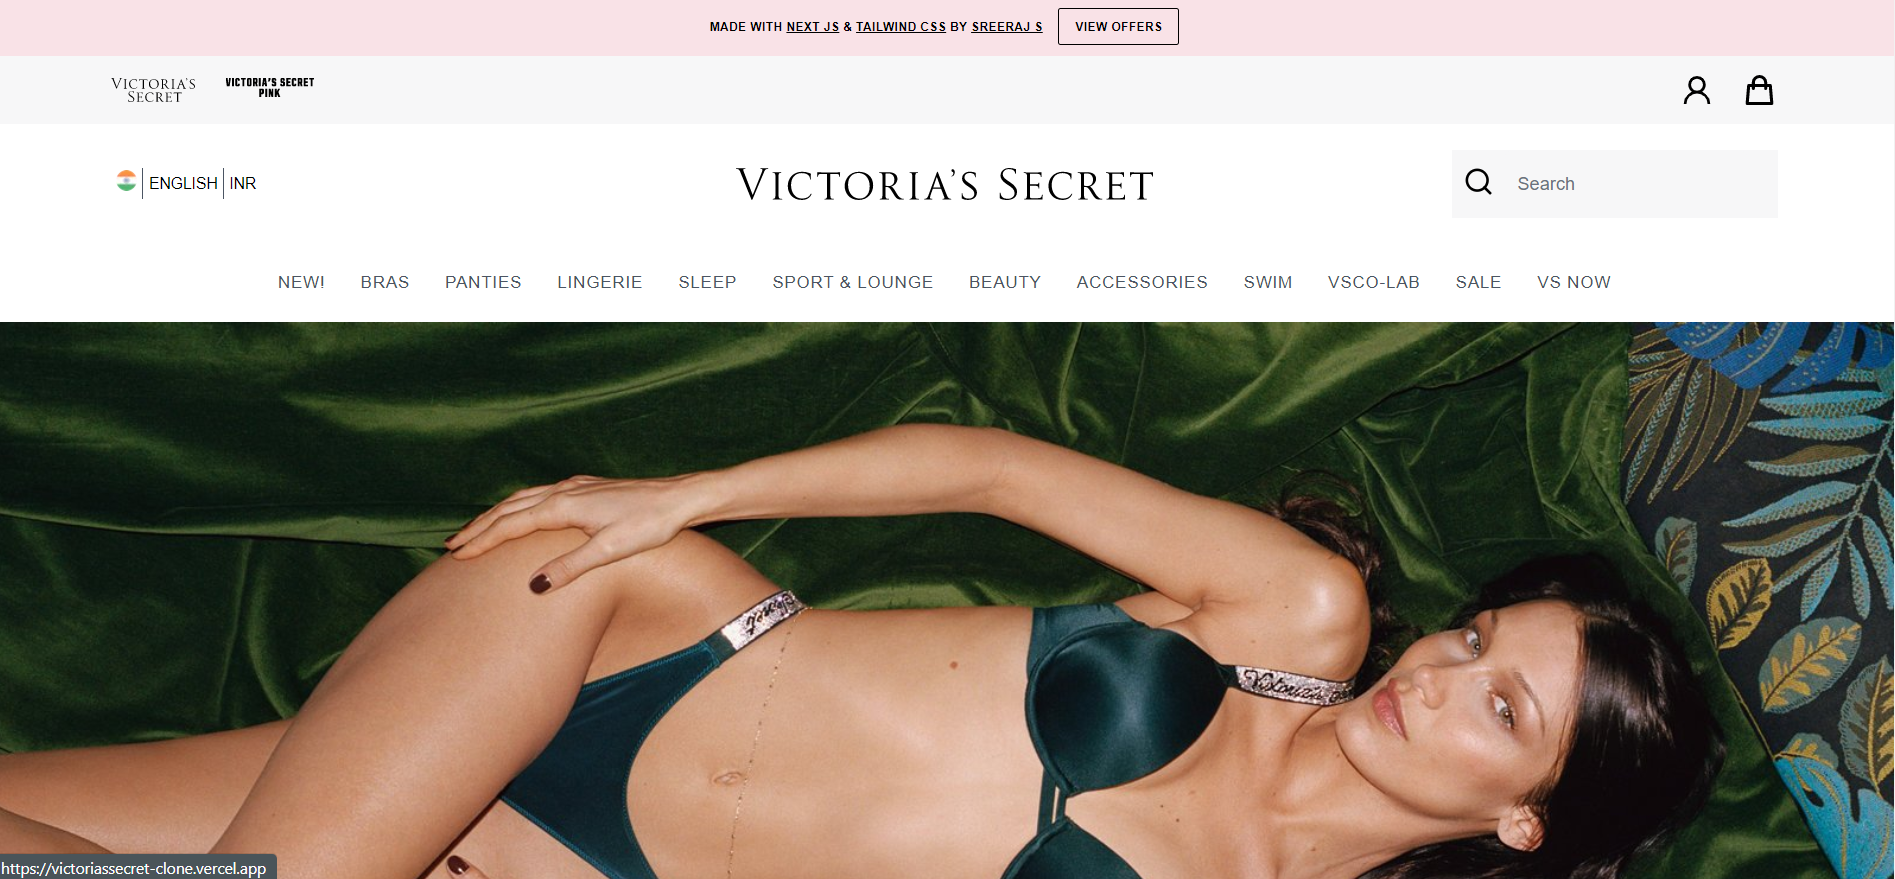 MADE WITH NEXT JS & TAILWIND CSS BY SREERAJ S VIEW OFFERS
VICTORIA'S
SECRET
VICTORIA'S SECRET
PINK
ENGLISH INR
VICTORIA'S SECRET
Search
NEW! BRAS PANTIES LINGERIE SLEEP SPORT & LOUNGE BEAUTY ACCESSORIES SWIM VSCO-LAB SALE VS NOW
https://victoriassecret-clone.vercel.app